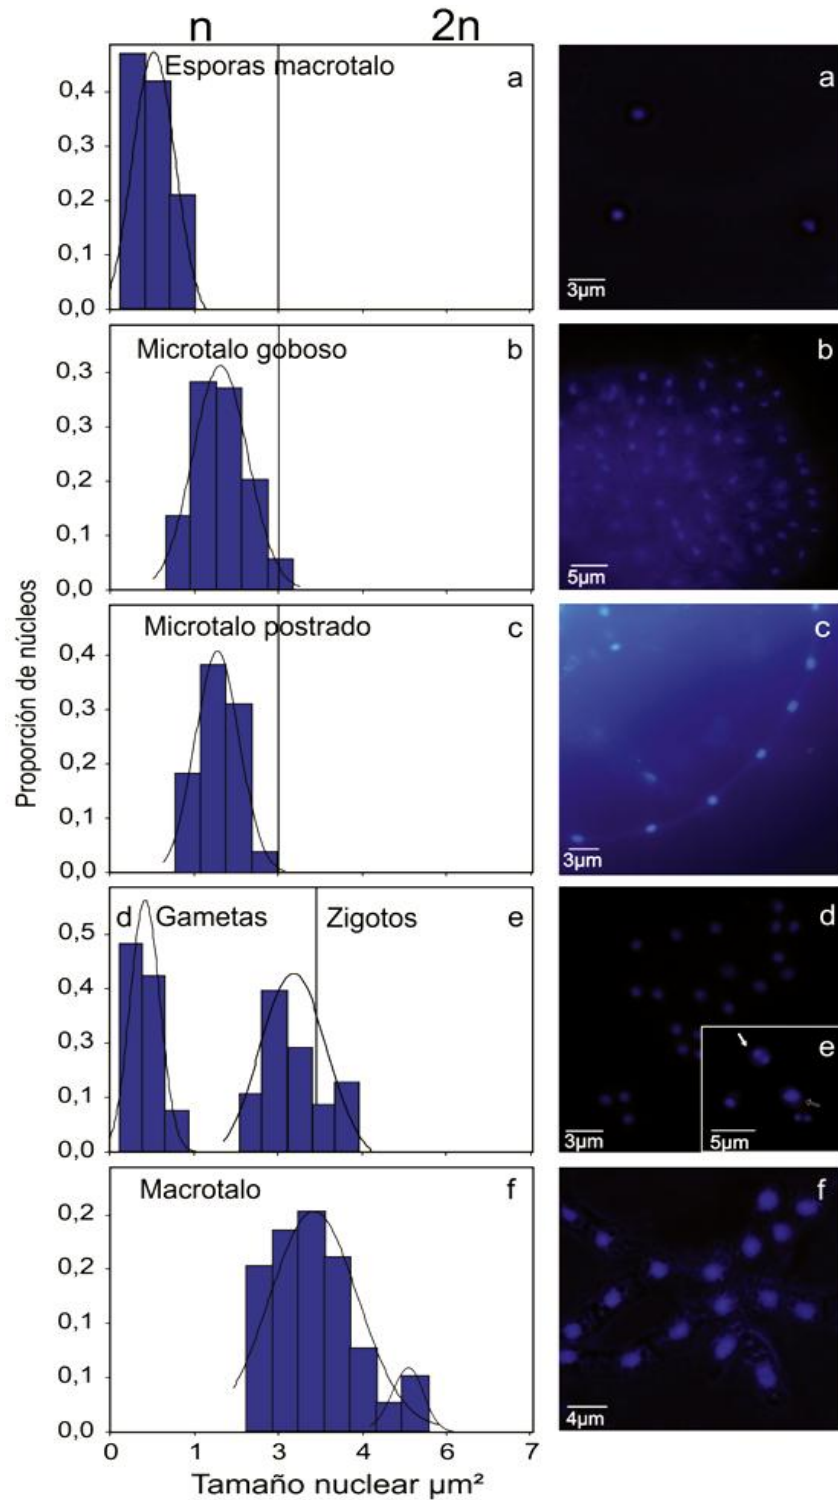 n 2n
Proporción de núcleos
Esporas macrotalo a
0,4
0,3
0,2
0,1
0,0
a
3µm
Microtalo goboso b
0,3
0,3
0,2
0,1
0,0
b
5µm
Microtalo postrado c
0,4
0,3
0,2
0,1
0,0
c
3µm
d Gametas Zigotos e
0,5
0,4
0,3
0,1
0,0
d
e
3µm
5µm
Macrotalo f
0,2
0,2
0,1
0,1
0,0
f
4µm
0 1 3 4 6 7
Tamaño nuclear µm²